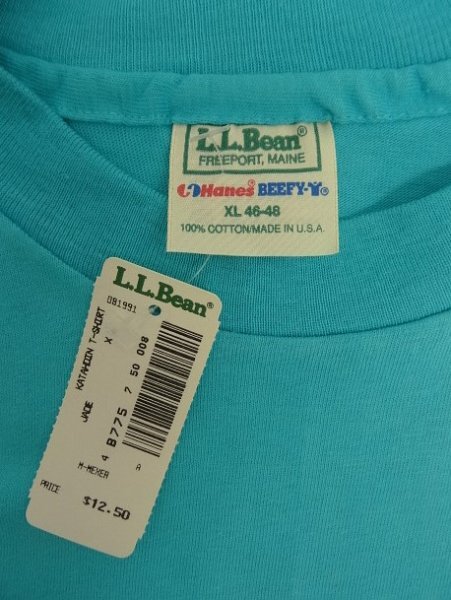 L.L.Bean®
FREEPORT, MAINE
Hanes® BEEFY-T®
XL 46-48
100% COTTON/MADE IN U.S.A.
L.L.Bean®
081991
KATAHDIN T-SHIRT
X
JADE
4 B775 7 50 008
A
PRICE
$12.50